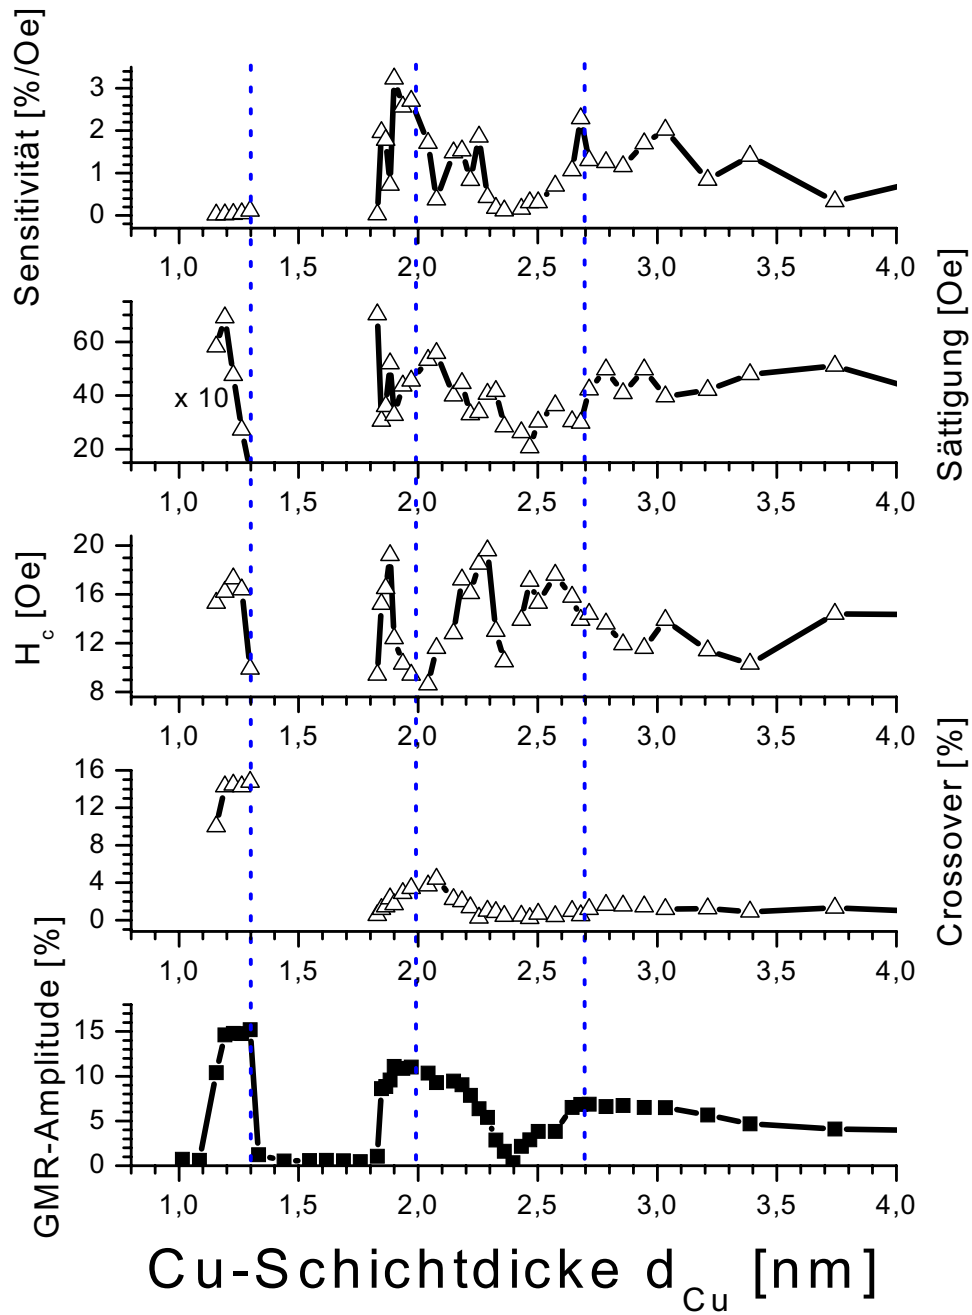 Sensitivität [%/Oe]
3
2
1
0
1,0 1,5 2,0 2,5 3,0 3,5 4,0
Sättigung [Oe]
60
40
20
x 10
1,0 1,5 2,0 2,5 3,0 3,5 4,0
H_c [Oe]
20
16
12
8
1,0 1,5 2,0 2,5 3,0 3,5 4,0
Crossover [%]
16
12
8
4
0
1,0 1,5 2,0 2,5 3,0 3,5 4,0
GMR-Amplitude [%]
15
10
5
0
1,0 1,5 2,0 2,5 3,0 3,5 4,0
Cu-Schichtdicke d_Cu [nm]